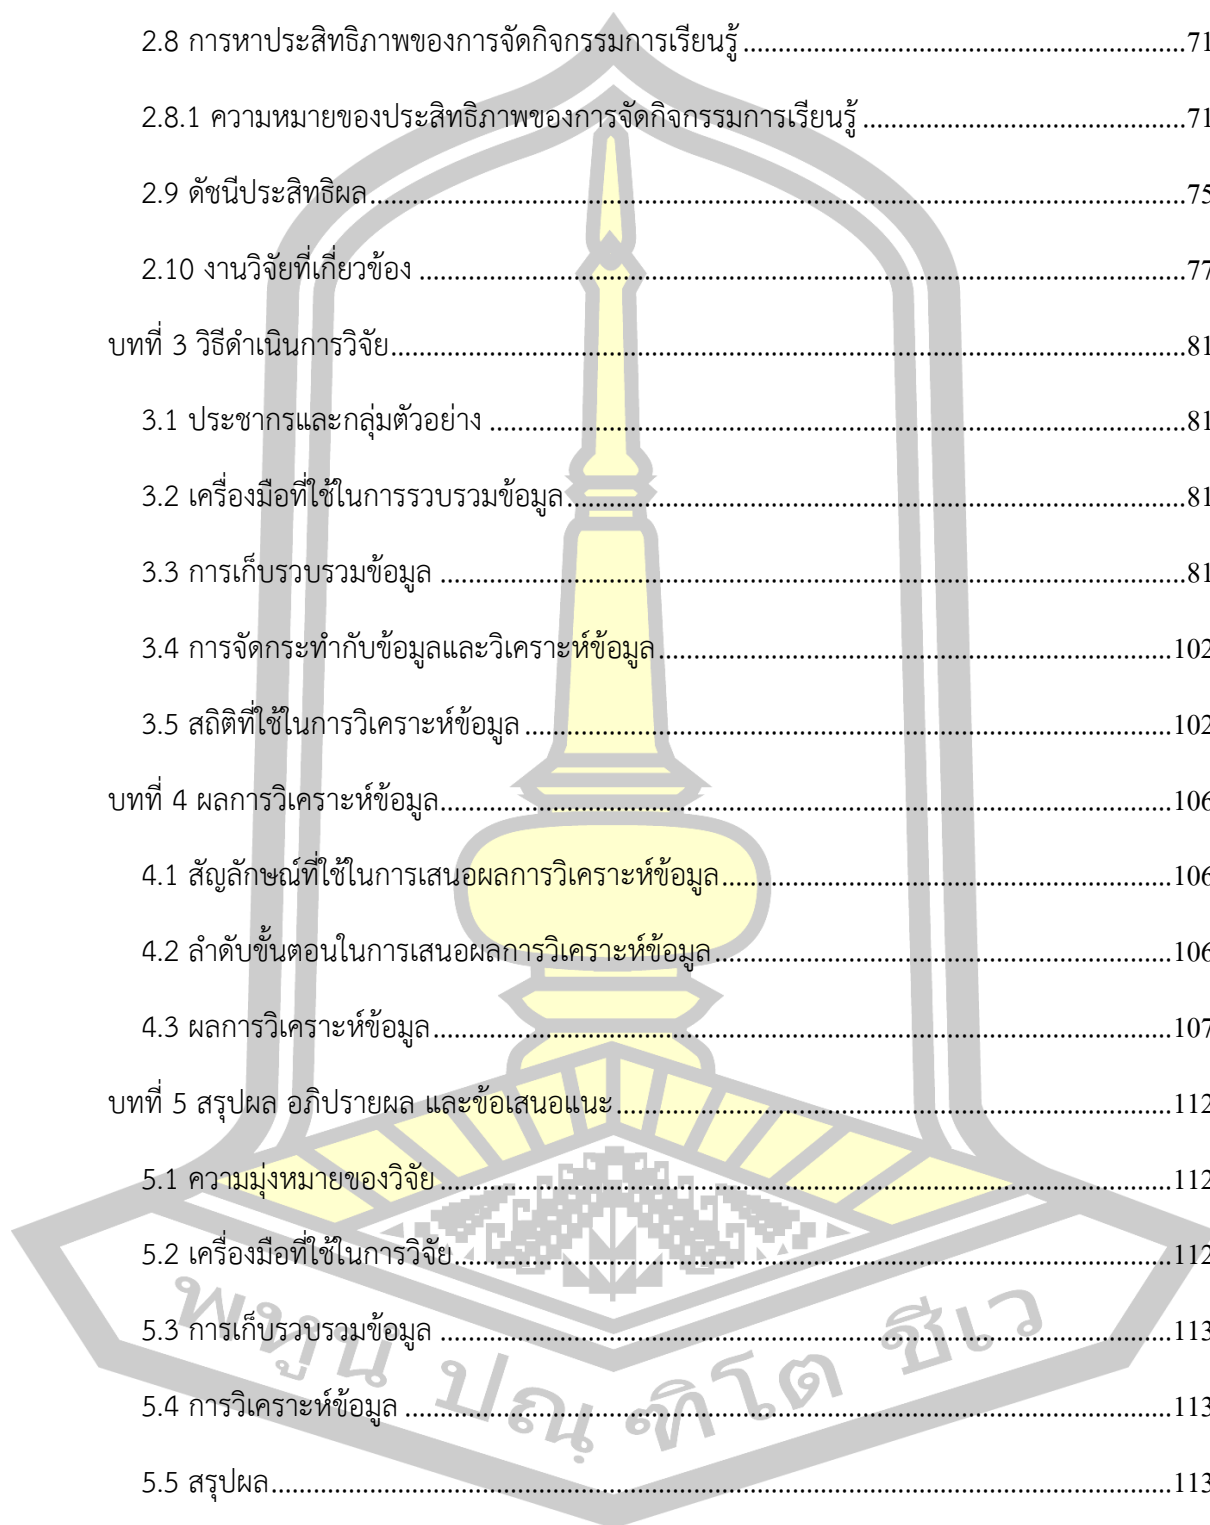 2.8 การหาประสิทธิภาพของการจัดกิจกรรมการเรียนรู้ ........................................................................71
2.8.1 ความหมายของประสิทธิภาพของการจัดกิจกรรมการเรียนรู้ ....................................................71
2.9 ดัชนีประสิทธิผล...................................................................................................................................75
2.10 งานวิจัยที่เกี่ยวข้อง ...........................................................................................................................77
บทที่ 3 วิธีดำเนินการวิจัย...........................................................................................................................81
3.1 ประชากรและกลุ่มตัวอย่าง ................................................................................................................81
3.2 เครื่องมือที่ใช้ในการรวบรวมข้อมูล....................................................................................................81
3.3 การเก็บรวบรวมข้อมูล ........................................................................................................................81
3.4 การจัดกระทำกับข้อมูลและวิเคราะห์ข้อมูล....................................................................................102
3.5 สถิติที่ใช้ในการวิเคราะห์ข้อมูล .........................................................................................................102
บทที่ 4 ผลการวิเคราะห์ข้อมูล....................................................................................................................106
4.1 สัญลักษณ์ที่ใช้ในการเสนอผลการวิเคราะห์ข้อมูล..........................................................................106
4.2 ลำดับขั้นตอนในการเสนอผลการวิเคราะห์ข้อมูล ...........................................................................106
4.3 ผลการวิเคราะห์ข้อมูล........................................................................................................................107
บทที่ 5 สรุปผล อภิปรายผล และข้อเสนอแนะ..........................................................................................112
5.1 ความมุ่งหมายของวิจัย .......................................................................................................................112
5.2 เครื่องมือที่ใช้ในการวิจัย.....................................................................................................................112
5.3 การเก็บรวบรวมข้อมูล ........................................................................................................................113
5.4 การวิเคราะห์ข้อมูล .............................................................................................................................113
5.5 สรุปผล..................................................................................................................................................113
พหูนํ ปณฺฑิโต ชีเว